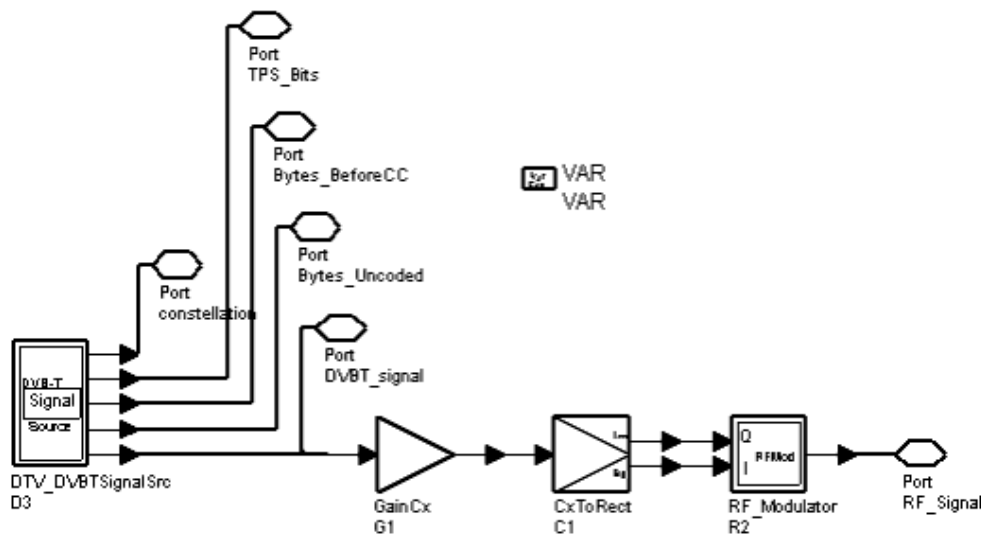 Port
TPS_Bits
Port
Bytes_BeforeCC
VAR
VAR
Port
Bytes_Uncoded
Port
constellation
Port
DVBT_signal
DVB-T
Signal
Source
DTV_DVBTSignalSrc
D3
GainCx
G1
CxToRect
C1
Q
I
RFMod
RF_Modulator
R2
Port
RF_Signal